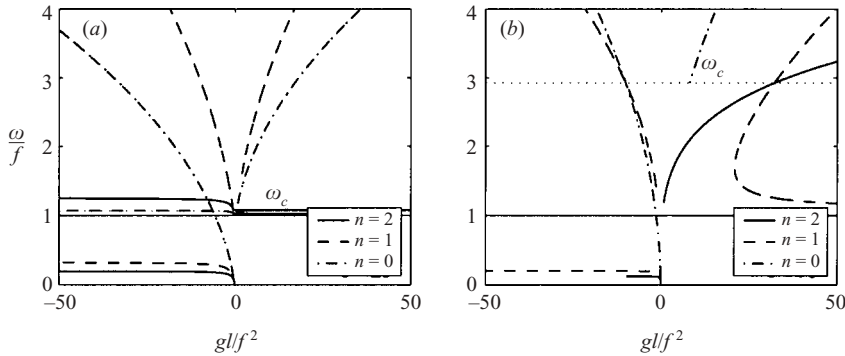 (a)
4
3
2
1
0
ω/f
ω_c
n = 2
n = 1
n = 0
−50 0 50
gl/f²
(b)
4
3
2
1
0
ω_c
n = 2
n = 1
n = 0
−50 0 50
gl/f²